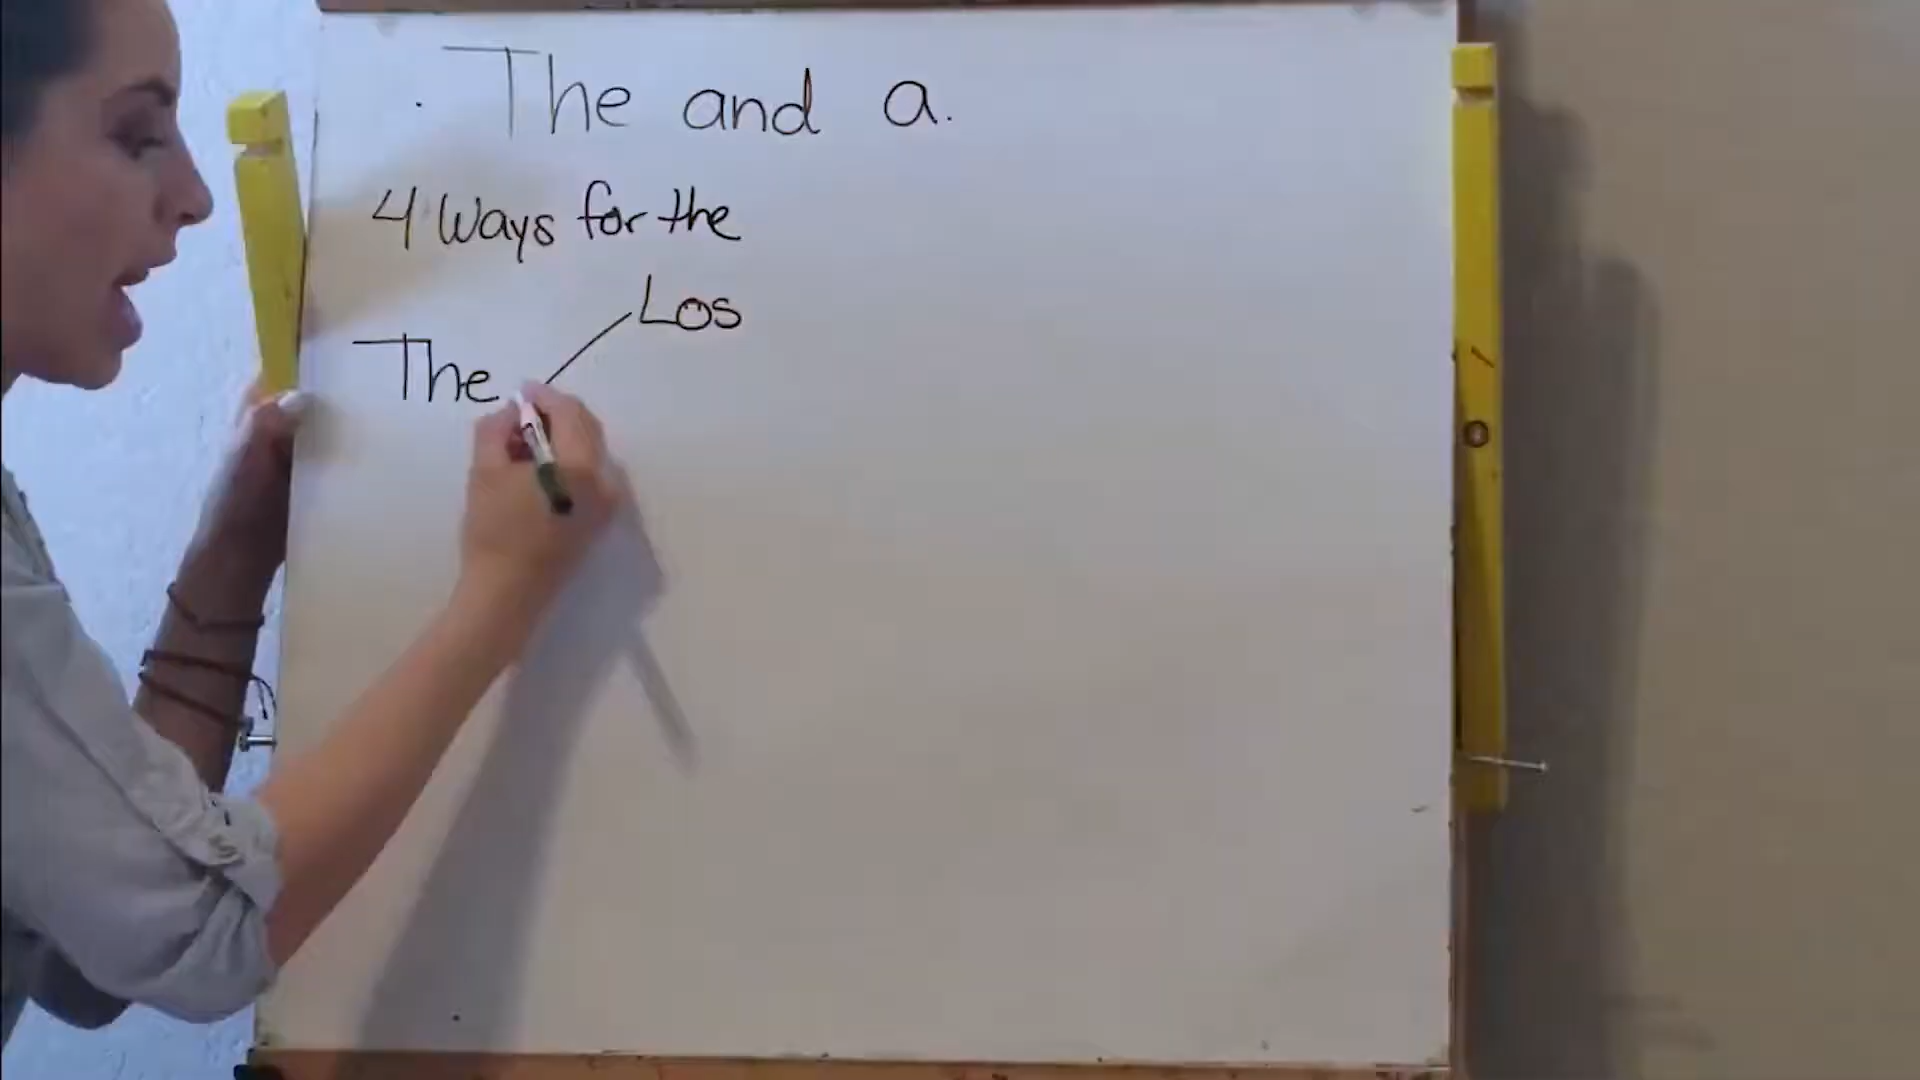 The and a.
4 Ways for the
Los
The